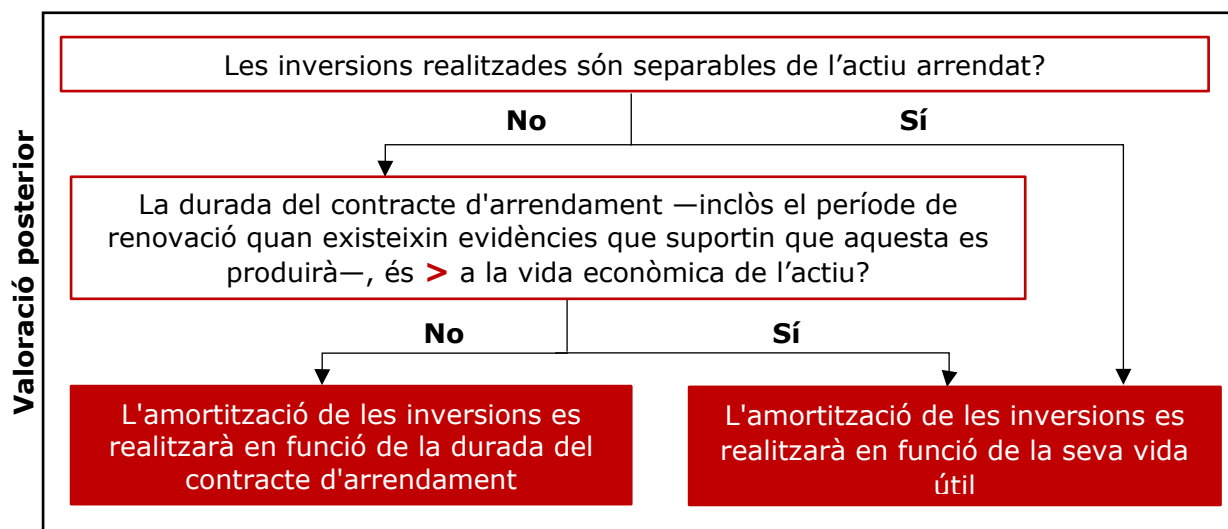 Valoració posterior
Les inversions realitzades són separables de l’actiu arrendat?
No
Sí
La durada del contracte d'arrendament —inclòs el període de
renovació quan existeixin evidències que suportin que aquesta es
produirà—, és > a la vida econòmica de l’actiu?
No
Sí
L'amortització de les inversions es
realitzarà en funció de la durada del
contracte d'arrendament
L'amortització de les inversions es
realitzarà en funció de la seva vida
útil